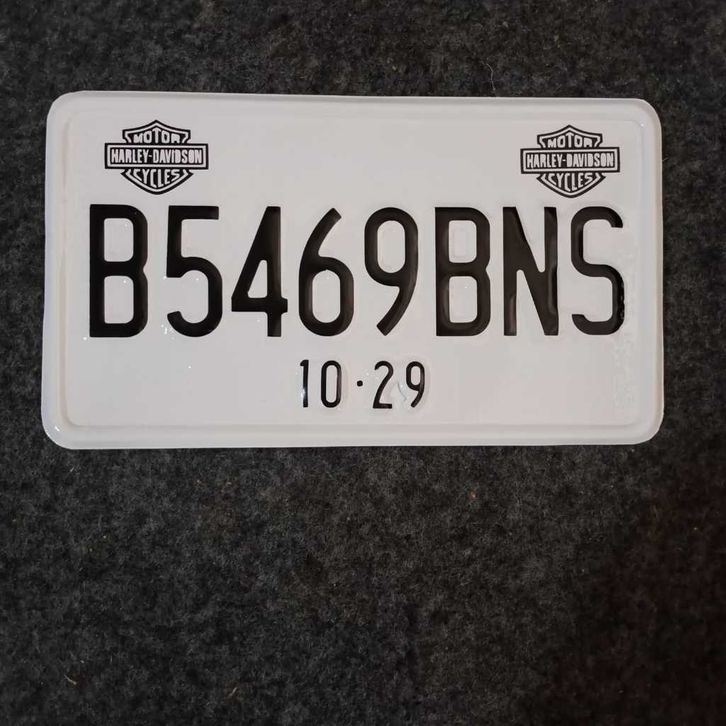 MOTOR
HARLEY-DAVIDSON
CYCLES
MOTOR
HARLEY-DAVIDSON
CYCLES
B5469BNS
10·29